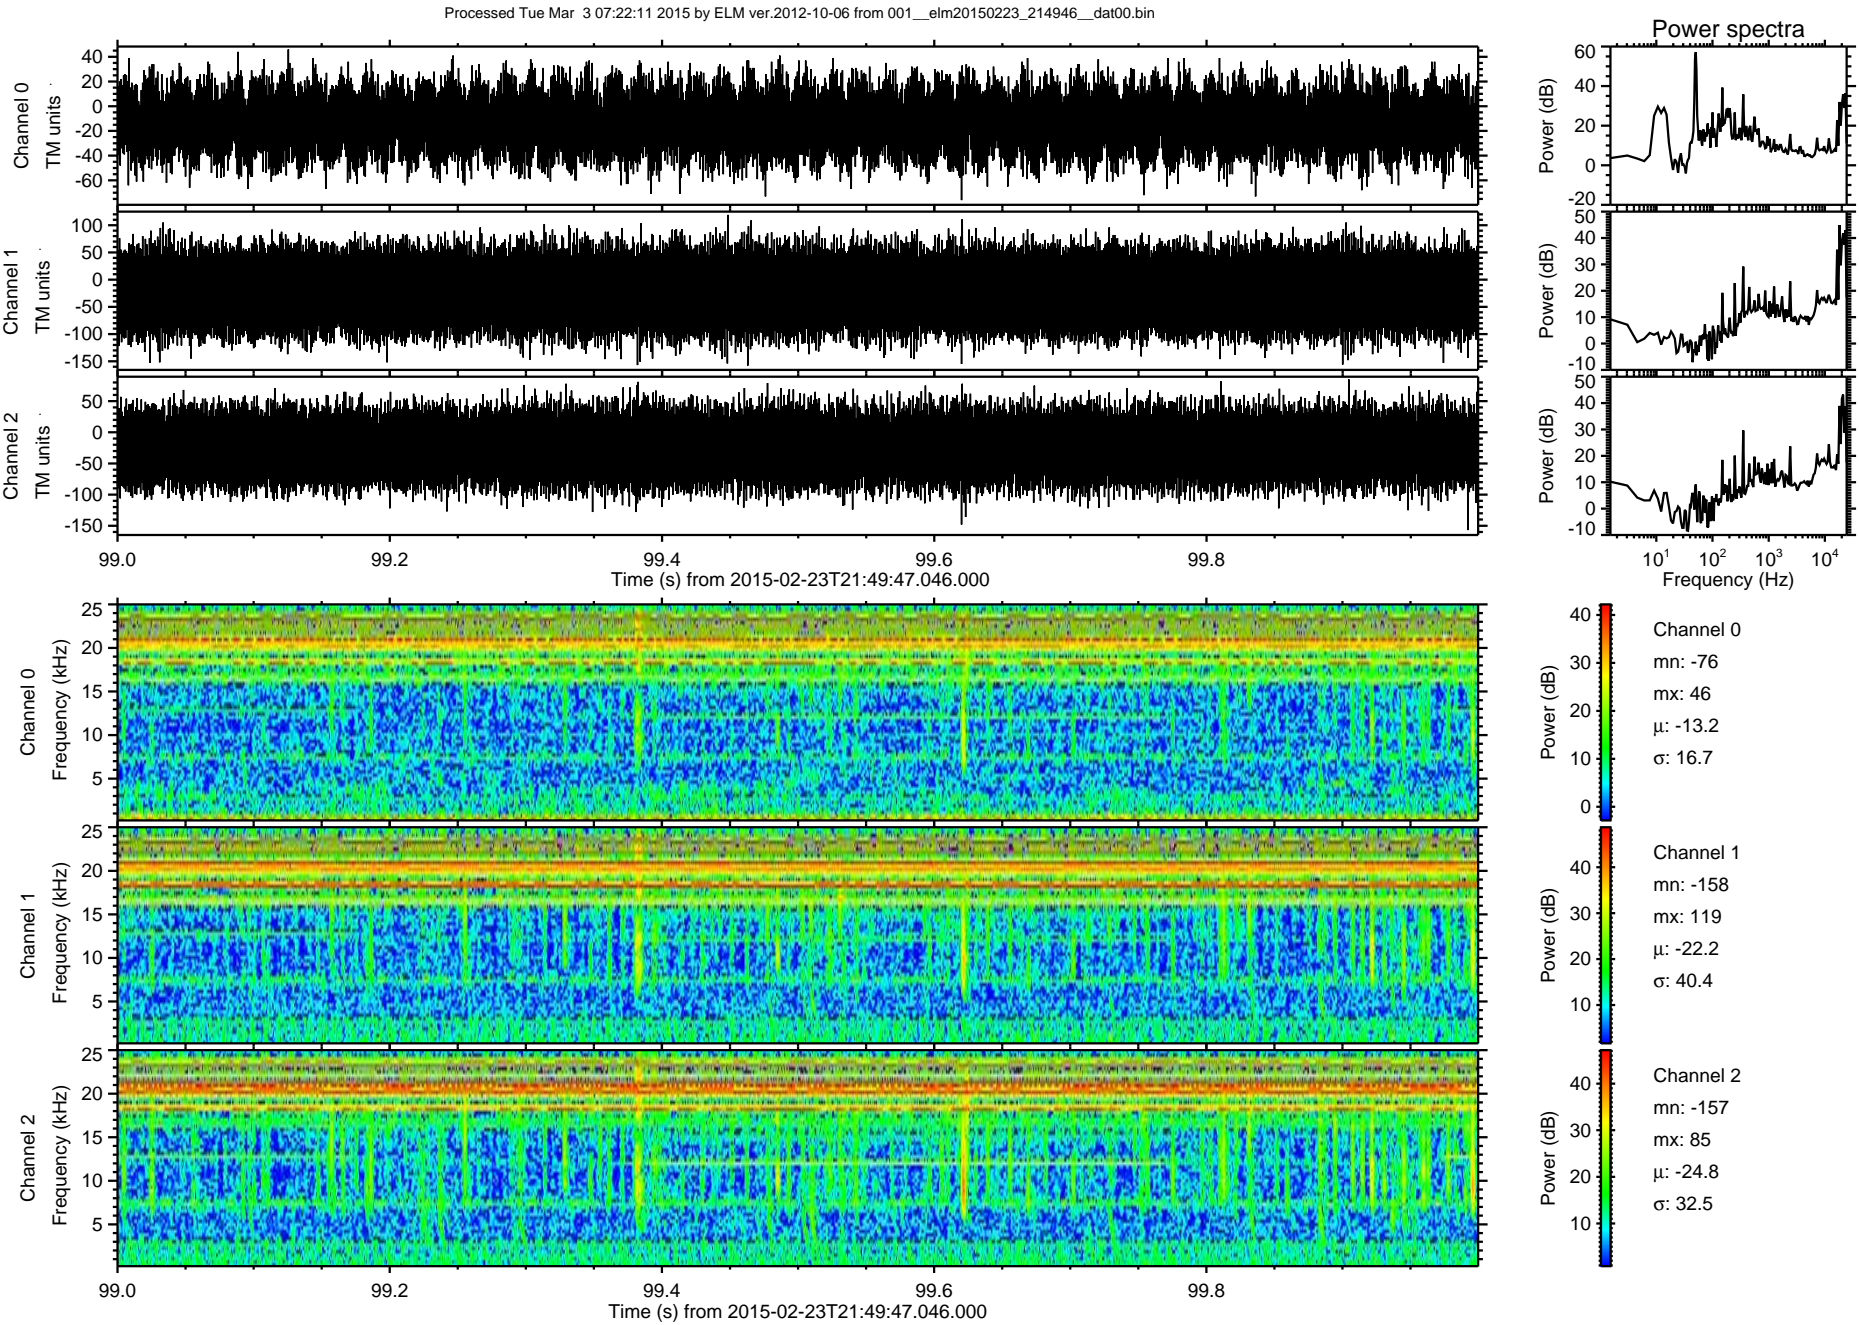 Processed Tue Mar  3 07:22:11 2015 by ELM ver.2012-10-06 from 001__elm20150223_214946__dat00.bin
Power spectra
Channel 0
TM units
40
20
0
-20
-40
-60
Power (dB)
60
40
20
0
-20
Channel 1
TM units
100
50
0
-50
-100
-150
Power (dB)
50
40
30
20
10
0
-10
Channel 2
TM units
50
0
-50
-100
-150
Power (dB)
50
40
30
20
10
0
-10
99.0 99.2 99.4 99.6 99.8
Time (s) from 2015-02-23T21:49:47.046.000
10¹ 10² 10³ 10⁴
Frequency (Hz)
Channel 0
Frequency (kHz)
25
20
15
10
5
Power (dB)
40
30
20
10
0
Channel 0
mn: -76
mx: 46
μ: -13.2
σ: 16.7
Channel 1
Frequency (kHz)
25
20
15
10
5
Power (dB)
40
30
20
10
Channel 1
mn: -158
mx: 119
μ: -22.2
σ: 40.4
Channel 2
Frequency (kHz)
25
20
15
10
5
Power (dB)
40
30
20
10
Channel 2
mn: -157
mx: 85
μ: -24.8
σ: 32.5
99.0 99.2 99.4 99.6 99.8
Time (s) from 2015-02-23T21:49:47.046.000